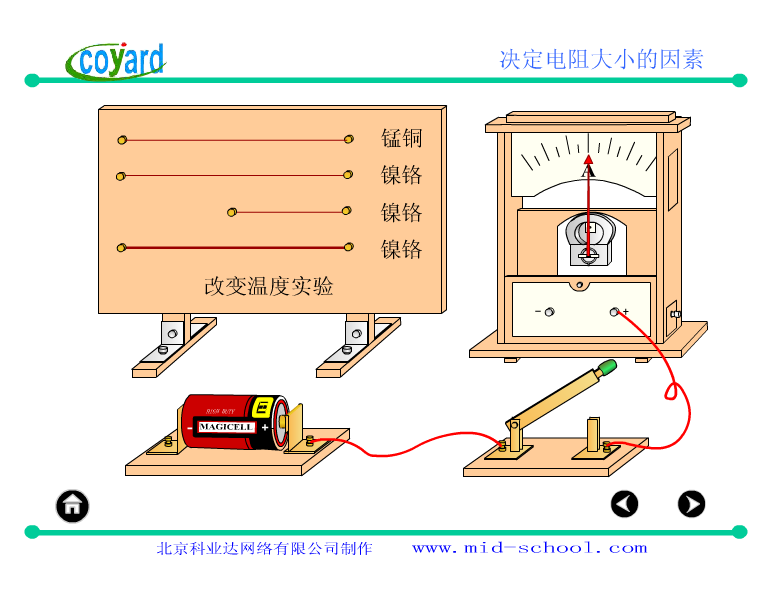 coyard
决定电阻大小的因素
锰铜
镍铬
镍铬
镍铬
改变温度实验
A
- +
HIGH DUTY
- MAGICELL +
北京科业达网络有限公司制作 www.mid-school.com